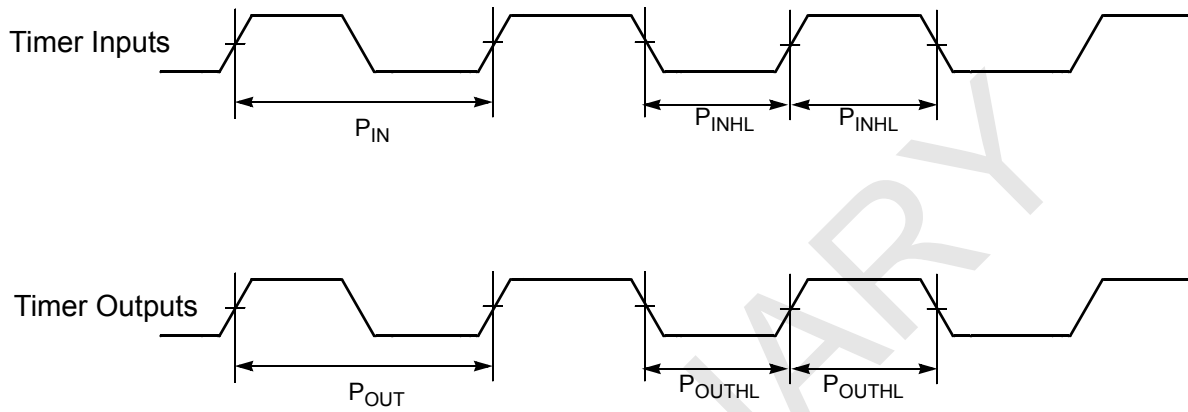 Timer Inputs
P_IN
P_INHL
P_INHL
Timer Outputs
P_OUT
P_OUTHL
P_OUTHL